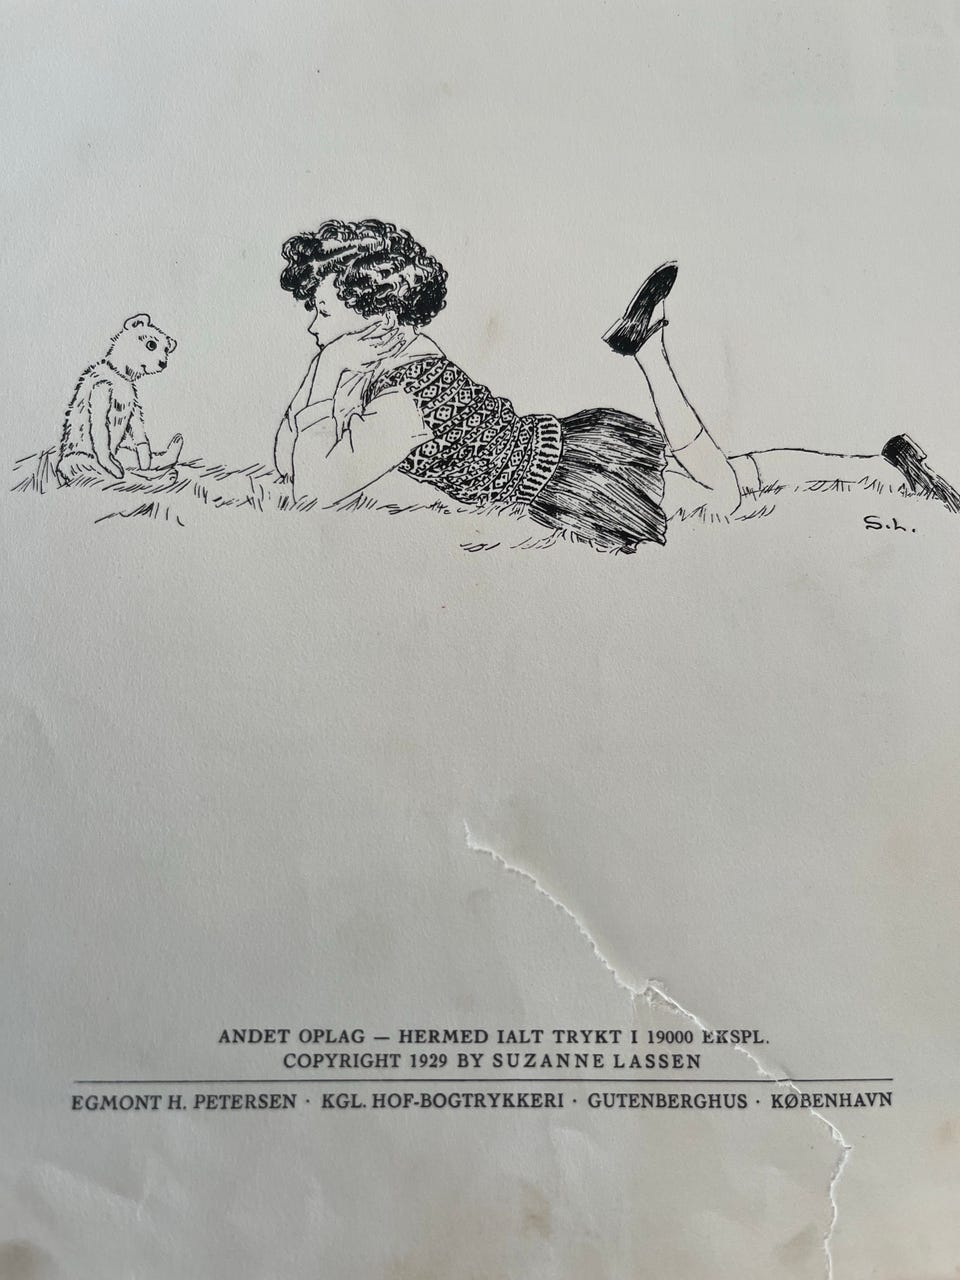 S.L.
ANDET OPLAG — HERMED IALT TRYKT I 19000 EKSPL.
COPYRIGHT 1929 BY SUZANNE LASSEN
EGMONT H. PETERSEN · KGL. HOF-BOGTRYKKERI · GUTENBERGHUS · KØBENHAVN